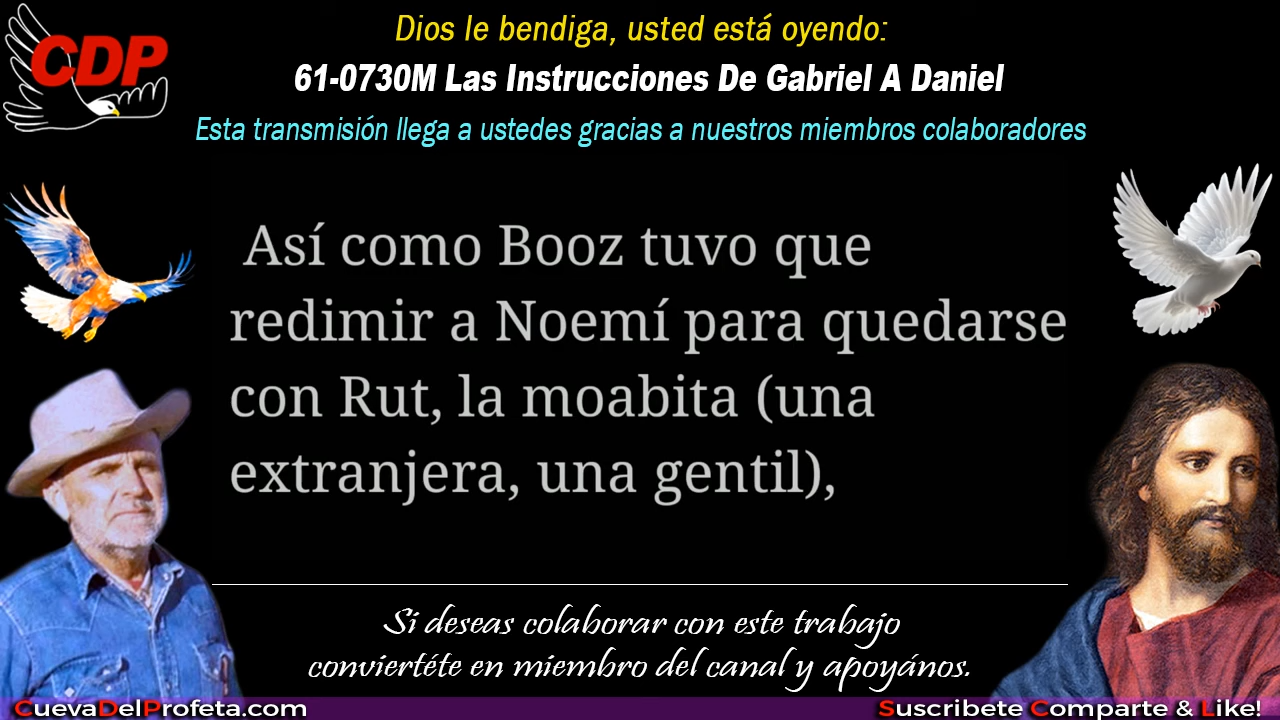 CDP
Dios le bendiga, usted está oyendo:
61-0730M Las Instrucciones De Gabriel A Daniel
Esta transmisión llega a ustedes gracias a nuestros miembros colaboradores
Así como Booz tuvo que
redimir a Noemí para quedarse
con Rut, la moabita (una
extranjera, una gentil),
Si deseas colaborar con este trabajo
conviertéte en miembro del canal y apoyános.
CuevaDelProfeta.com
Suscribete Comparte & Like!